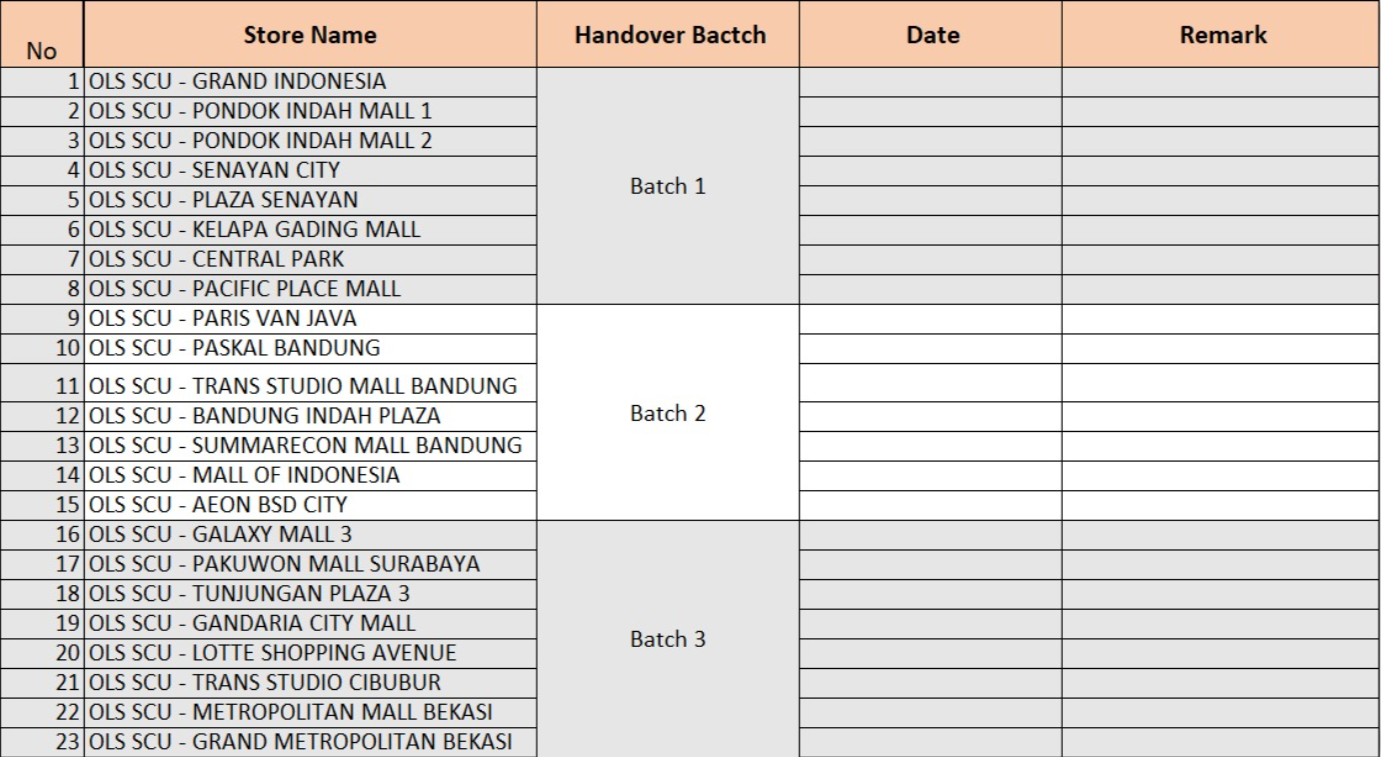 No Store Name Handover Bactch Date Remark
1 OLS SCU - GRAND INDONESIA
2 OLS SCU - PONDOK INDAH MALL 1
3 OLS SCU - PONDOK INDAH MALL 2
4 OLS SCU - SENAYAN CITY
5 OLS SCU - PLAZA SENAYAN
Batch 1
6 OLS SCU - KELAPA GADING MALL
7 OLS SCU - CENTRAL PARK
8 OLS SCU - PACIFIC PLACE MALL
9 OLS SCU - PARIS VAN JAVA
10 OLS SCU - PASKAL BANDUNG
11 OLS SCU - TRANS STUDIO MALL BANDUNG
12 OLS SCU - BANDUNG INDAH PLAZA
Batch 2
13 OLS SCU - SUMMARECON MALL BANDUNG
14 OLS SCU - MALL OF INDONESIA
15 OLS SCU - AEON BSD CITY
16 OLS SCU - GALAXY MALL 3
17 OLS SCU - PAKUWON MALL SURABAYA
18 OLS SCU - TUNJUNGAN PLAZA 3
19 OLS SCU - GANDARIA CITY MALL
Batch 3
20 OLS SCU - LOTTE SHOPPING AVENUE
21 OLS SCU - TRANS STUDIO CIBUBUR
22 OLS SCU - METROPOLITAN MALL BEKASI
23 OLS SCU - GRAND METROPOLITAN BEKASI